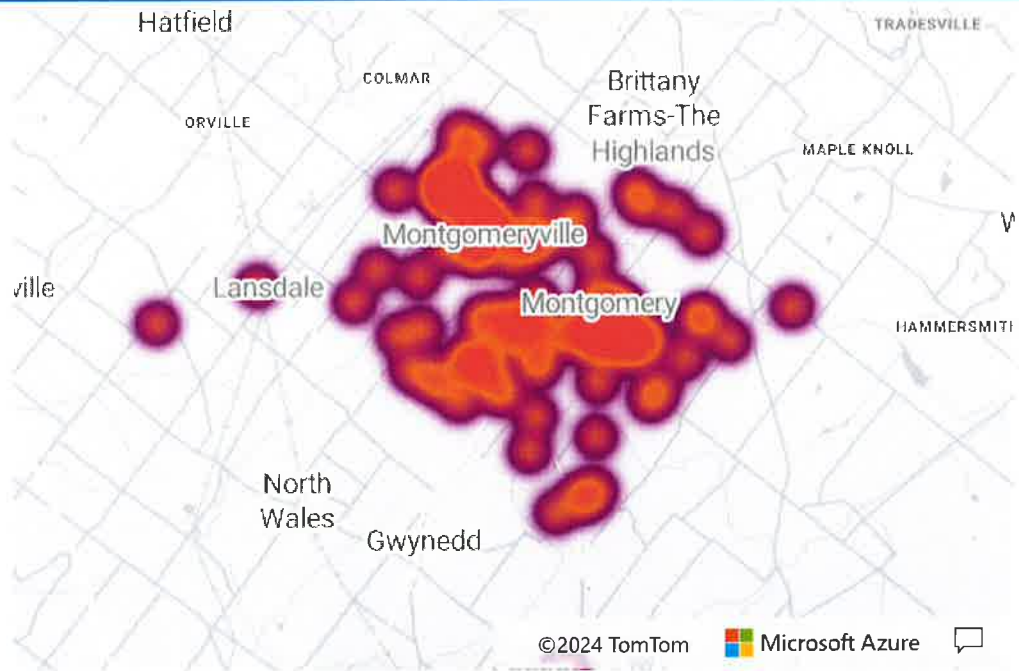 Hatfield
TRADESVILLE
COLMAR
Brittany
Farms-The
Highlands
ORVILLE
MAPLE KNOLL
Montgomeryville
ville
Lansdale
Montgomery
HAMMERSMITH
North
Wales
Gwynedd
©2024 TomTom
Microsoft Azure